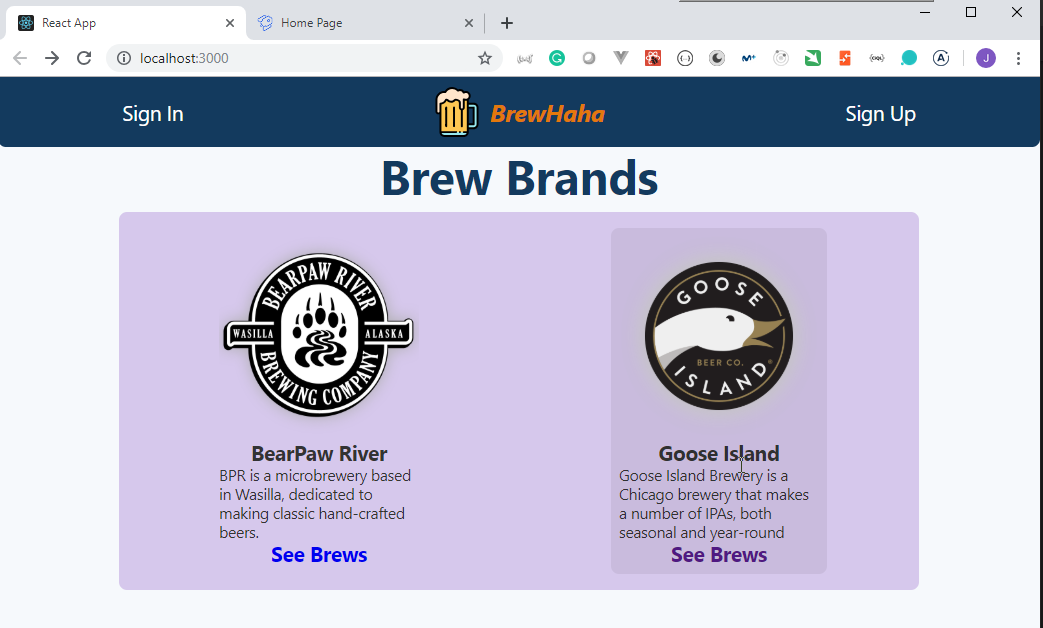 React App
Home Page
localhost:3000
J
Sign In
BrewHaha
Sign Up
Brew Brands
BEARPAW RIVER
WASILLA
ALASKA
BREWING COMPANY
GOOSE
BEER CO.
ISLAND
BearPaw River
BPR is a microbrewery based
in Wasilla, dedicated to
making classic hand-crafted
beers.
See Brews
Goose Island
Goose Island Brewery is a
Chicago brewery that makes
a number of IPAs, both
seasonal and year-round
See Brews